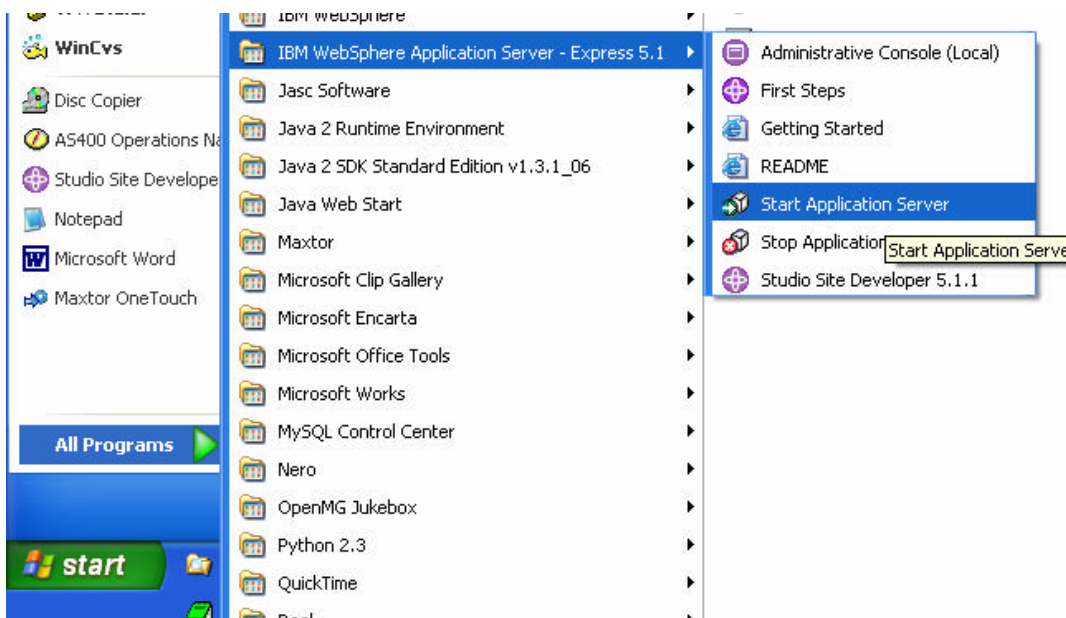 WinCvs
Disc Copier
AS400 Operations Na
Studio Site Develope
Notepad
Microsoft Word
Maxtor OneTouch
All Programs
start
IBM WebSphere
IBM WebSphere Application Server - Express 5.1
Jasc Software
Java 2 Runtime Environment
Java 2 SDK Standard Edition v1.3.1_06
Java Web Start
Maxtor
Microsoft Clip Gallery
Microsoft Encarta
Microsoft Office Tools
Microsoft Works
MySQL Control Center
Nero
OpenMG Jukebox
Python 2.3
QuickTime
Administrative Console (Local)
First Steps
Getting Started
README
Start Application Server
Stop Application
Start Application Serve
Studio Site Developer 5.1.1